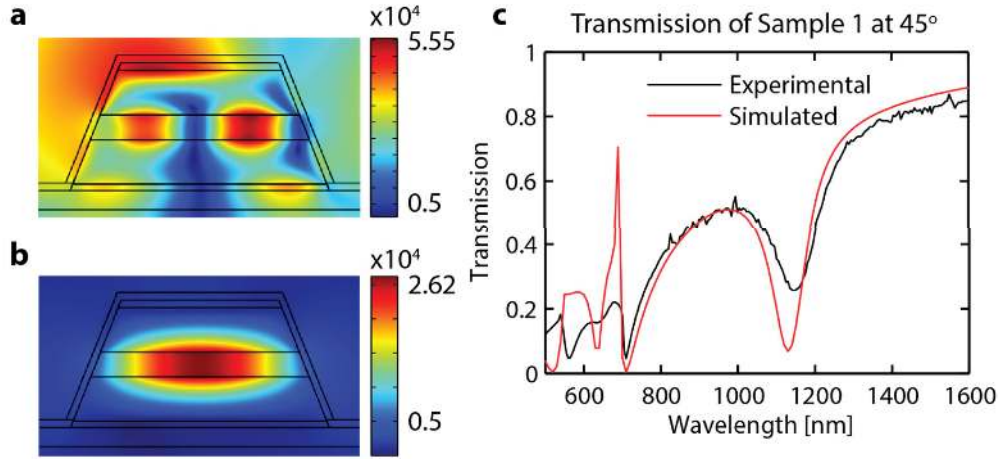 a
x10⁴
5.55
0.5
b
x10⁴
2.62
0.5
c
Transmission of Sample 1 at 45°
Experimental
Simulated
Transmission
1
0.8
0.6
0.4
0.2
0
600 800 1000 1200 1400 1600
Wavelength [nm]